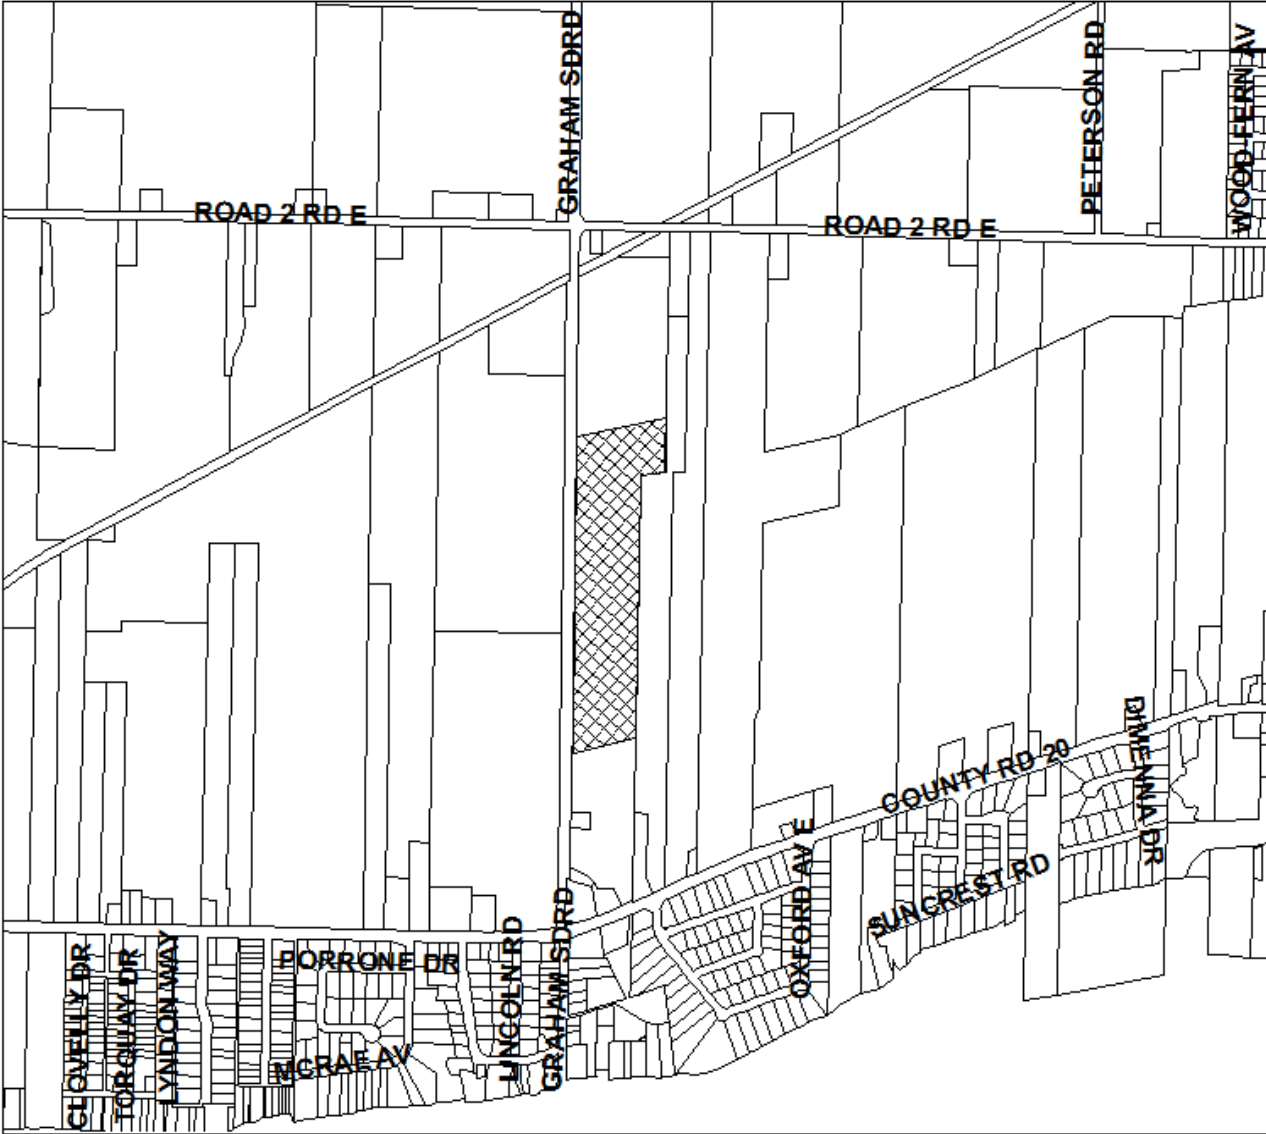 GRAHAM SDRD
PETERSON RD
WOOD-FERN AV
ROAD 2 RD E
ROAD 2 RD E
DIMENNA DR
COUNTY RD 20
OXFORD AV E
SUNCREST RD
GRAHAM SDRD
LINCOLN RD
PORRONE DR
LYNDON WAY
TORQUAY DR
CLOVELLY DR
MCRAE AV